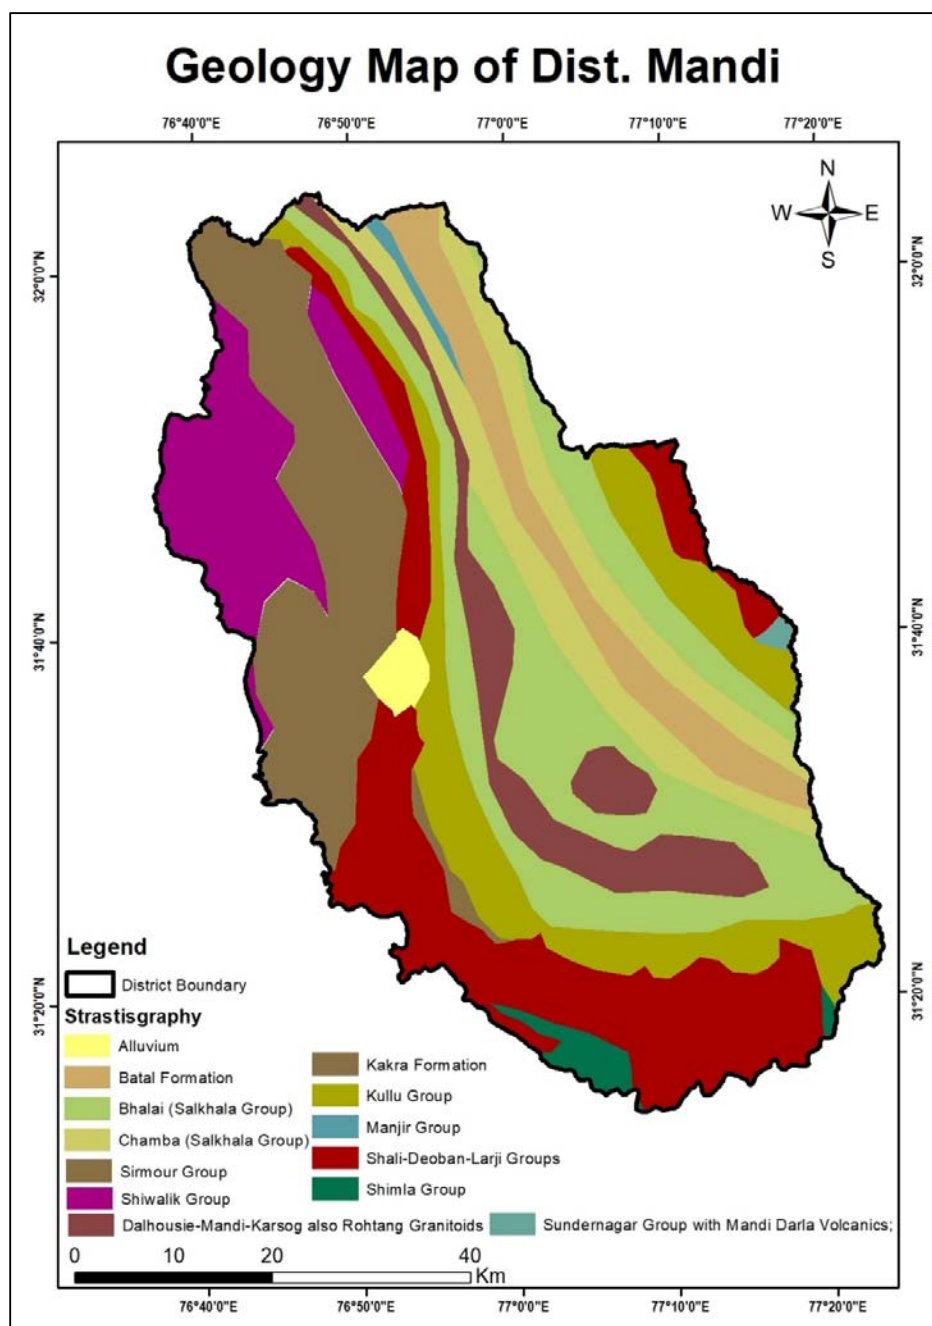 Geology Map of Dist. Mandi
76°40'0"E 76°50'0"E 77°0'0"E 77°10'0"E 77°20'0"E
N
W E
S
32°0'0"N 32°0'0"N
31°40'0"N 31°40'0"N
31°20'0"N 31°20'0"N
Legend
District Boundary
Strastisgraphy
Alluvium
Batal Formation
Bhalai (Salkhala Group)
Chamba (Salkhala Group)
Sirmour Group
Shiwalik Group
Kakra Formation
Kullu Group
Manjir Group
Shali-Deoban-Larji Groups
Shimla Group
Dalhousie-Mandi-Karsog also Rohtang Granitoids
Sundernagar Group with Mandi Darla Volcanics;
0 10 20 40
Km
76°40'0"E 76°50'0"E 77°0'0"E 77°10'0"E 77°20'0"E